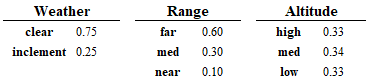 Weather Range Altitude
clear 0.75 far 0.60 high 0.33
inclement 0.25 med 0.30 med 0.34
near 0.10 low 0.33